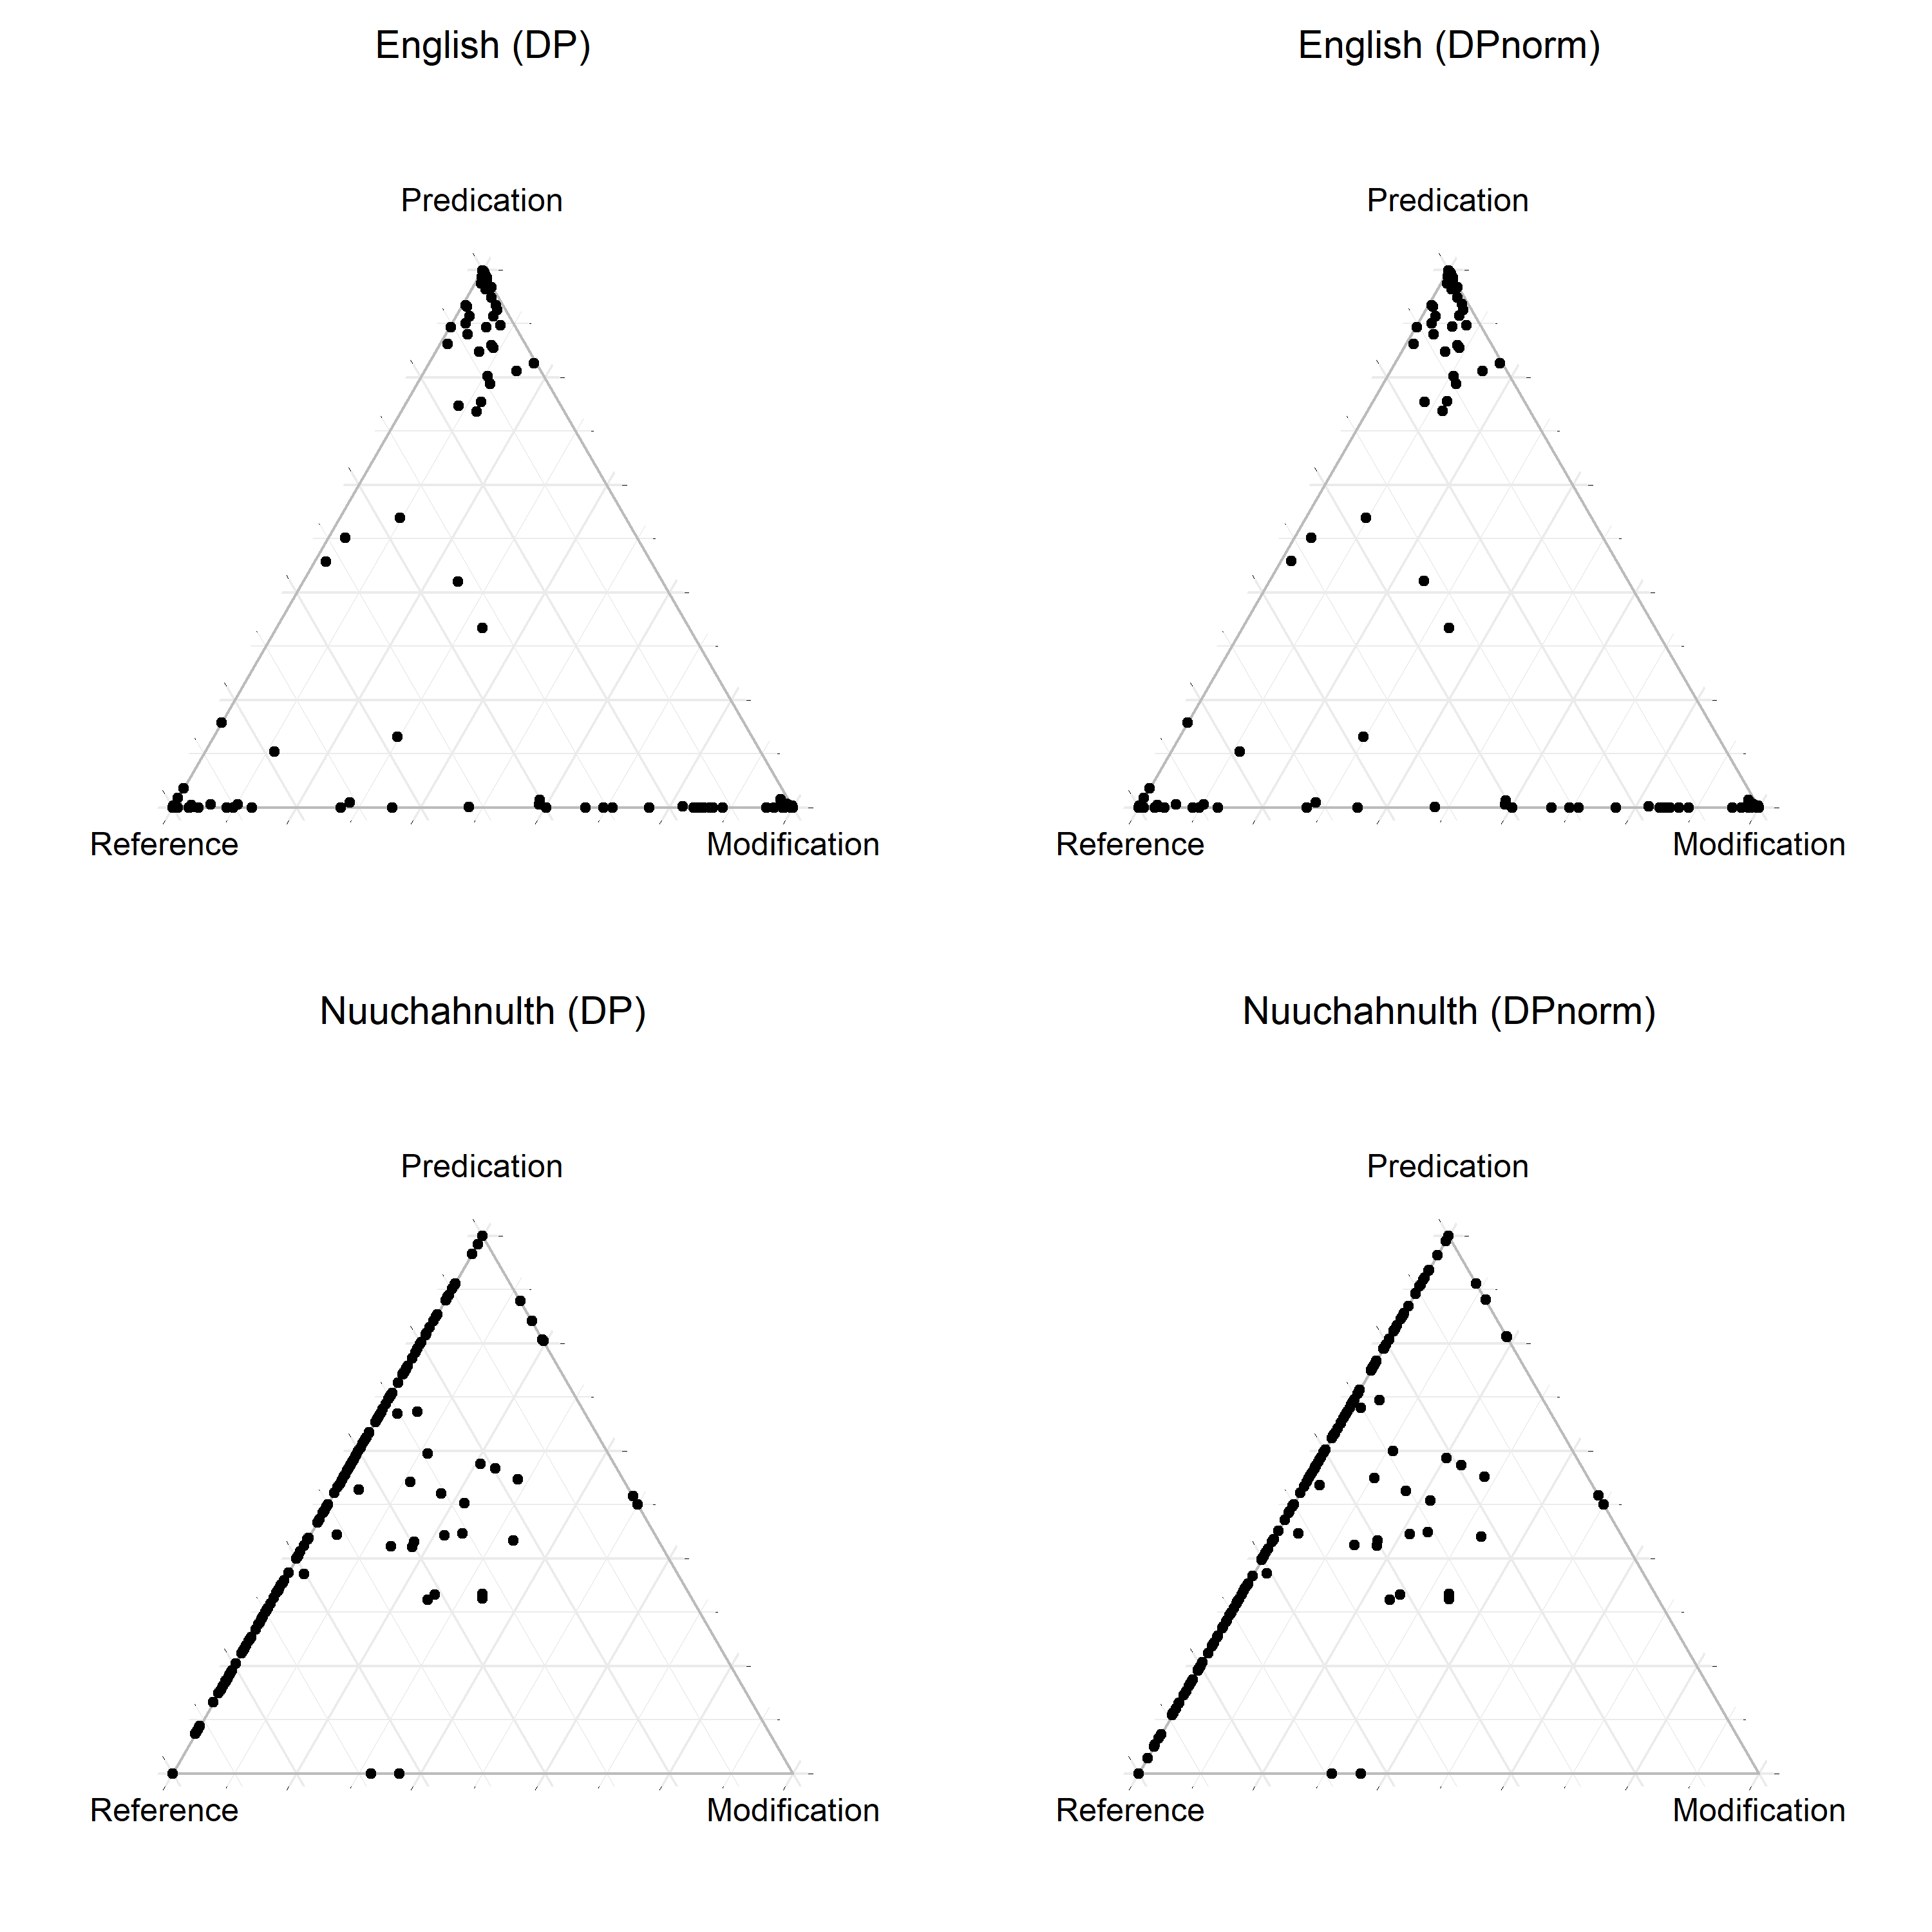 English (DP)
English (DPnorm)
Predication
Predication
Reference
Modification
Reference
Modification
Nuuchahnulth (DP)
Nuuchahnulth (DPnorm)
Predication
Predication
Reference
Modification
Reference
Modification